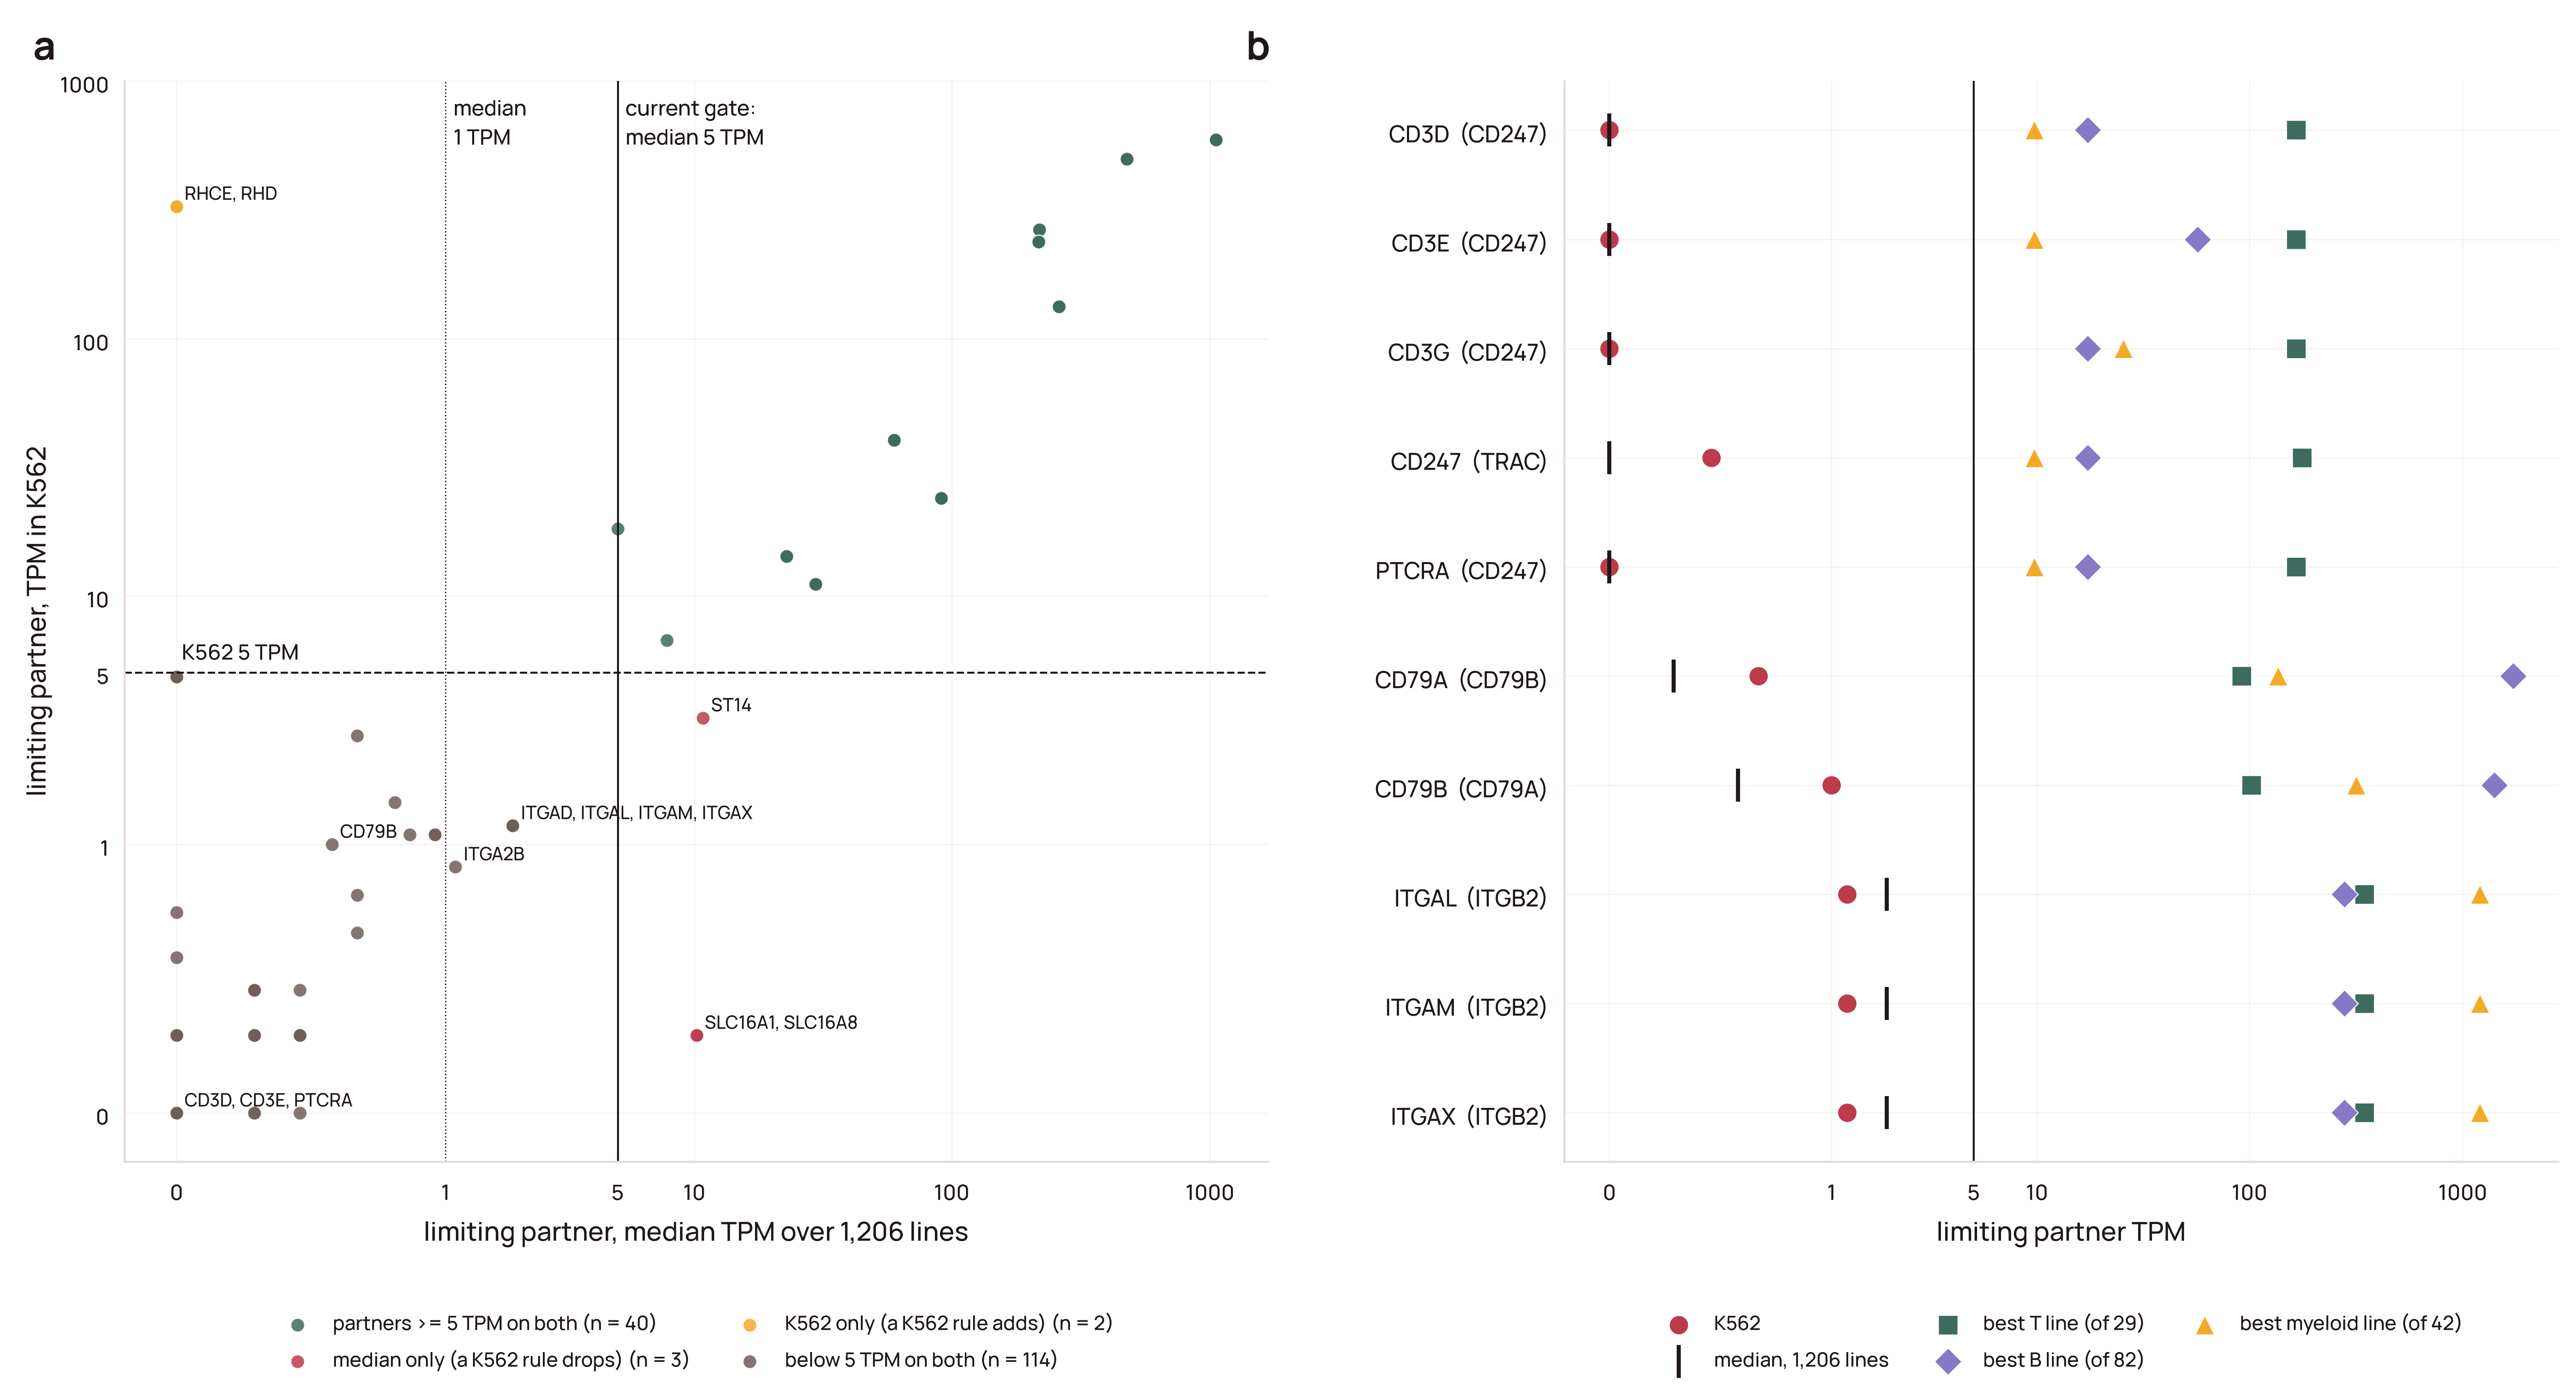 a
1000
100
10
5
1
0
limiting partner, TPM in K562
median
1 TPM
current gate:
median 5 TPM
RHCE, RHD
K562 5 TPM
ST14
ITGAD, ITGAL, ITGAM, ITGAX
CD79B
ITGA2B
SLC16A1, SLC16A8
CD3D, CD3E, PTCRA
0 1 5 10 100 1000
limiting partner, median TPM over 1,206 lines
partners >= 5 TPM on both (n = 40)
median only (a K562 rule drops) (n = 3)
K562 only (a K562 rule adds) (n = 2)
below 5 TPM on both (n = 114)
b
CD3D (CD247)
CD3E (CD247)
CD3G (CD247)
CD247 (TRAC)
PTCRA (CD247)
CD79A (CD79B)
CD79B (CD79A)
ITGAL (ITGB2)
ITGAM (ITGB2)
ITGAX (ITGB2)
0 1 5 10 100 1000
limiting partner TPM
K562
median, 1,206 lines
best T line (of 29)
best B line (of 82)
best myeloid line (of 42)